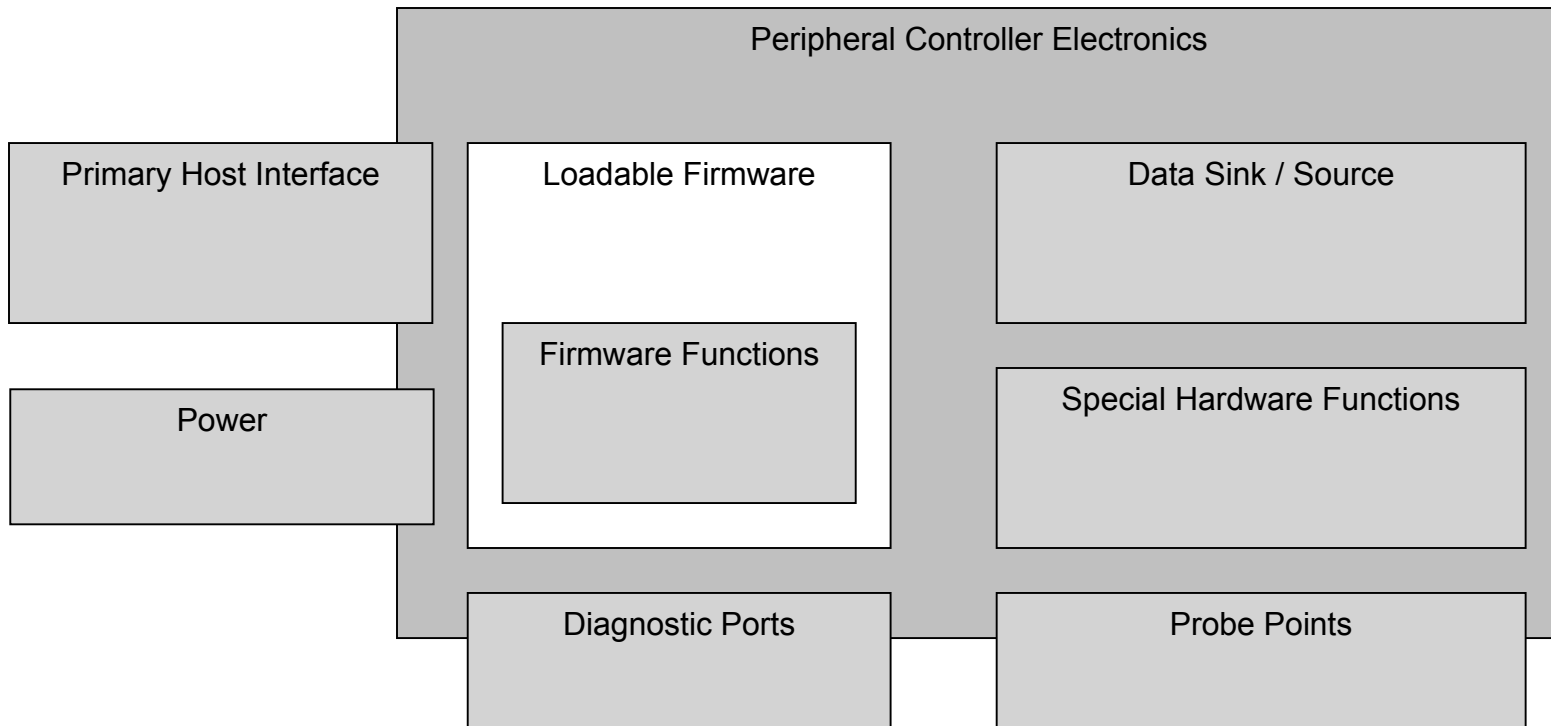 Peripheral Controller Electronics
Primary Host Interface
Loadable Firmware
Data Sink / Source
Firmware Functions
Special Hardware Functions
Power
Diagnostic Ports
Probe Points